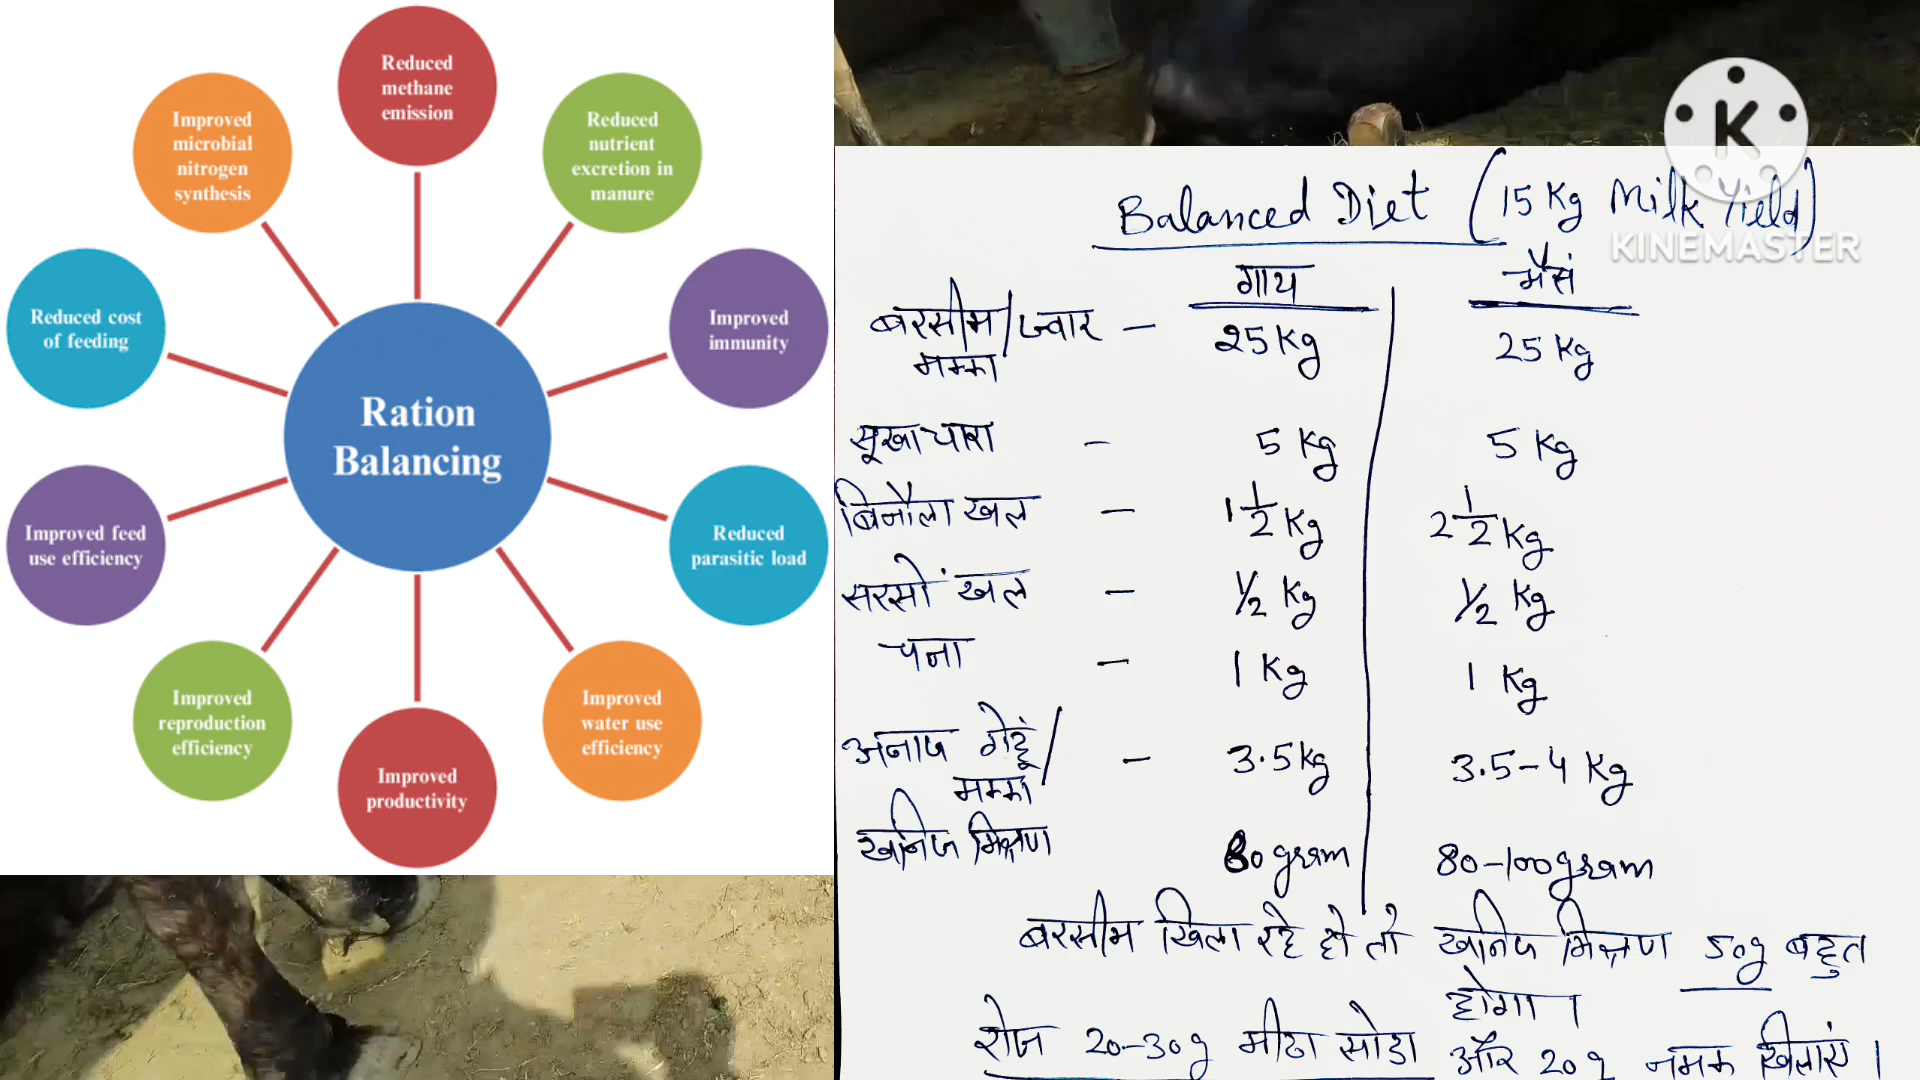 Reduced
methane
emission
Reduced
nutrient
excretion in
manure
Improved
immunity
Reduced
parasitic load
Improved
water use
efficiency
Improved
productivity
Improved
reproduction
efficiency
Improved feed
use efficiency
Reduced cost
of feeding
Improved
microbial
nitrogen
synthesis
Ration
Balancing
K
KINEMASTER
Balanced Diet (15 Kg Milk Yield)
गाय भैंस
बरसीम/ज्वार - 25 Kg 25 Kg
मक्का
सूखा चारा - 5 Kg 5 Kg
बिनौला खल - 1 1/2 Kg 2 1/2 Kg
सरसों खल - 1/2 Kg 1/2 Kg
चना - 1 Kg 1 Kg
अनाज गेहूं/ - 3.5 kg 3.5-4 Kg
मक्का
खनिज मिश्रण gram 80-100 gram
बरसीम खिला रहे हो तो खनिज मिश्रण 50g बहुत
होगा।
रोज 20-30g मीठा सोडा और 20g नमक खिलाएं।